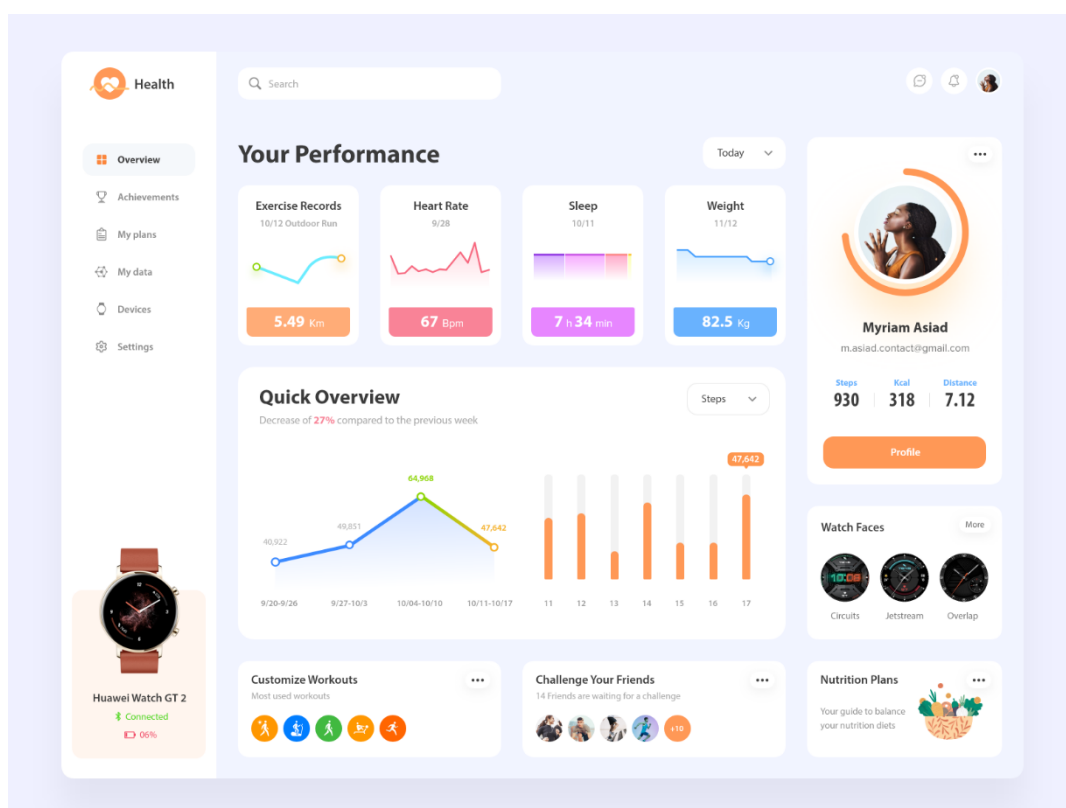 Health
Search
Overview
Achievements
My plans
My data
Devices
Settings
Huawei Watch GT 2
Connected
06%
Your Performance
Today
Exercise Records
10/12 Outdoor Run
5.49 Km
Heart Rate
9/28
67 Bpm
Sleep
10/11
7 h 34 min
Weight
11/12
82.5 Kg
Quick Overview
Decrease of 27% compared to the previous week
Steps
40,922
49,851
64,968
47,642
9/20-9/26 9/27-10/3 10/04-10/10 10/11-10/17
47,642
11 12 13 14 15 16 17
Customize Workouts
Most used workouts
Challenge Your Friends
14 Friends are waiting for a challenge
+10
Myriam Asiad
m.asiad.contact@gmail.com
Steps Kcal Distance
930 318 7.12
Profile
Watch Faces
More
10:08
Circuits Jetstream Overlap
Nutrition Plans
Your guide to balance
your nutrition diets